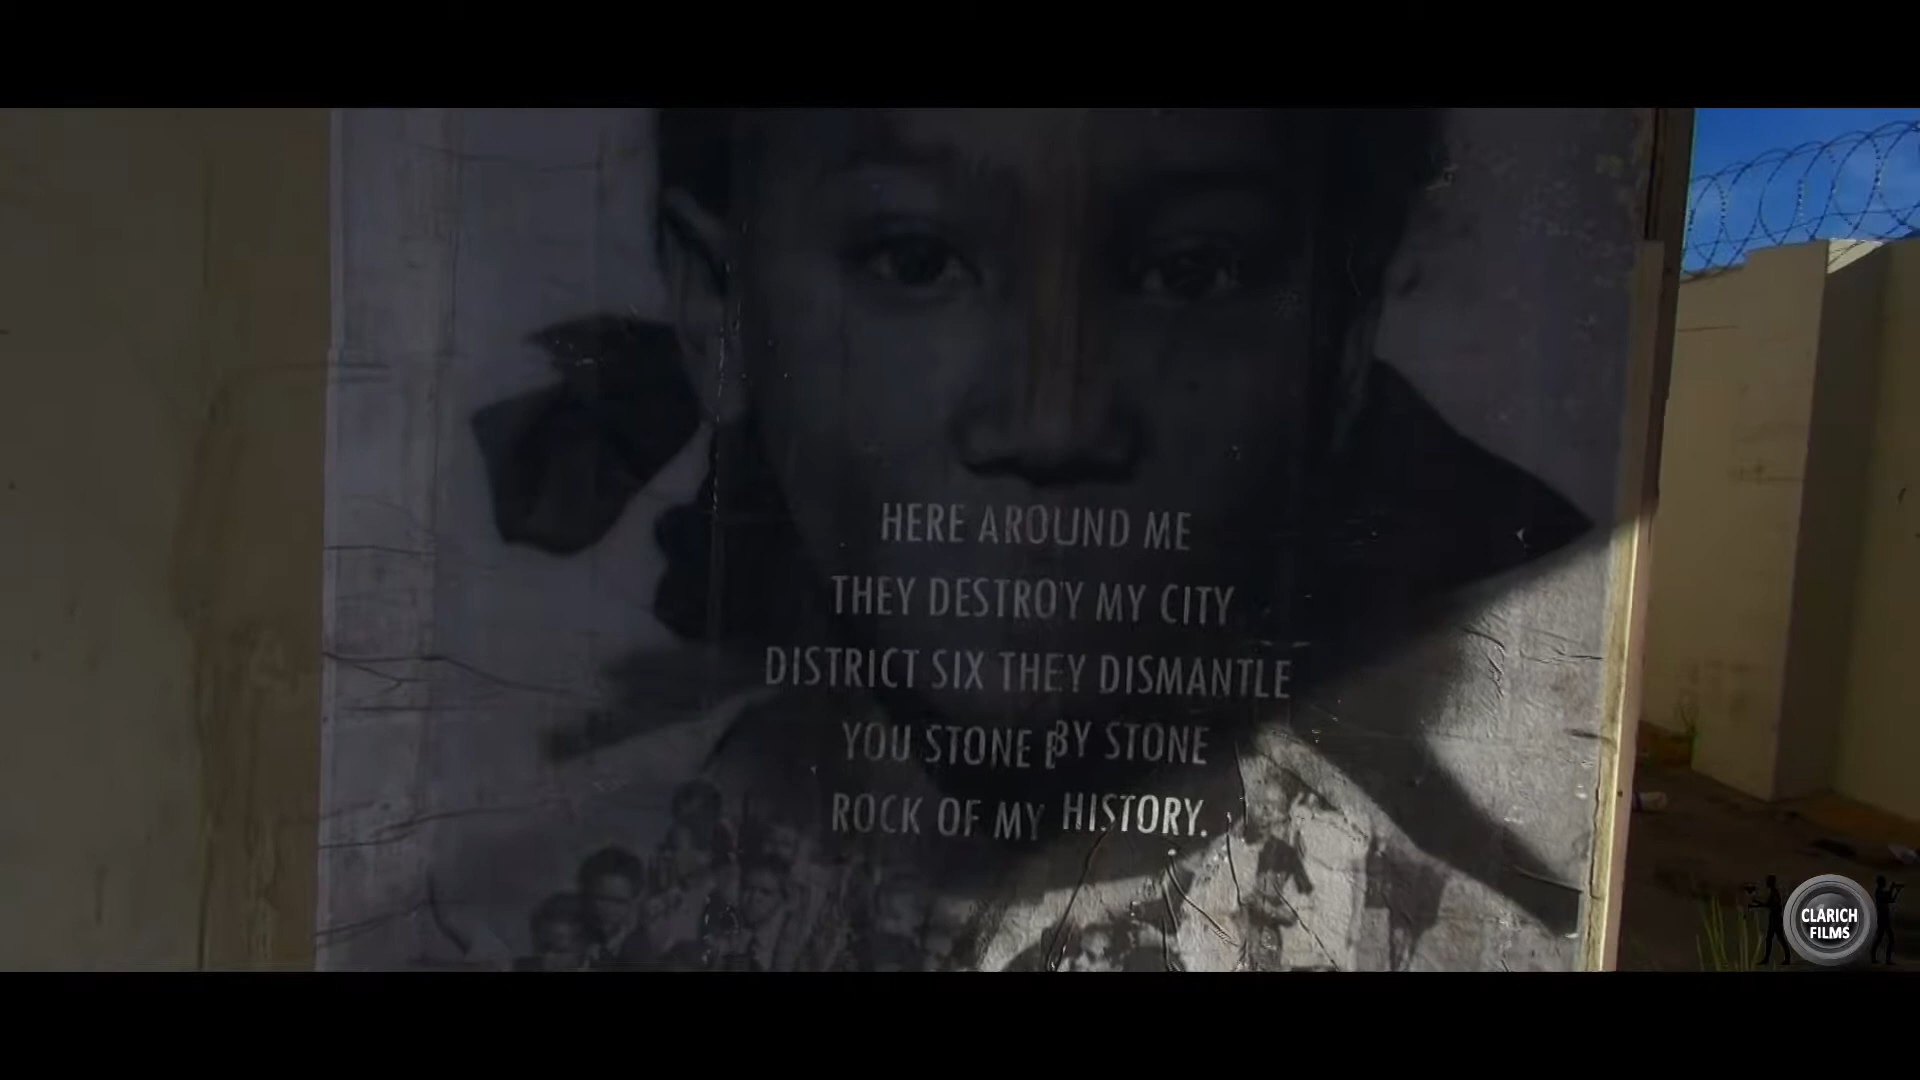 HERE AROUND ME
THEY DESTROY MY CITY
DISTRICT SIX THEY DISMANTLE
YOU STONE BY STONE
ROCK OF MY HISTORY.
CLARICH
FILMS